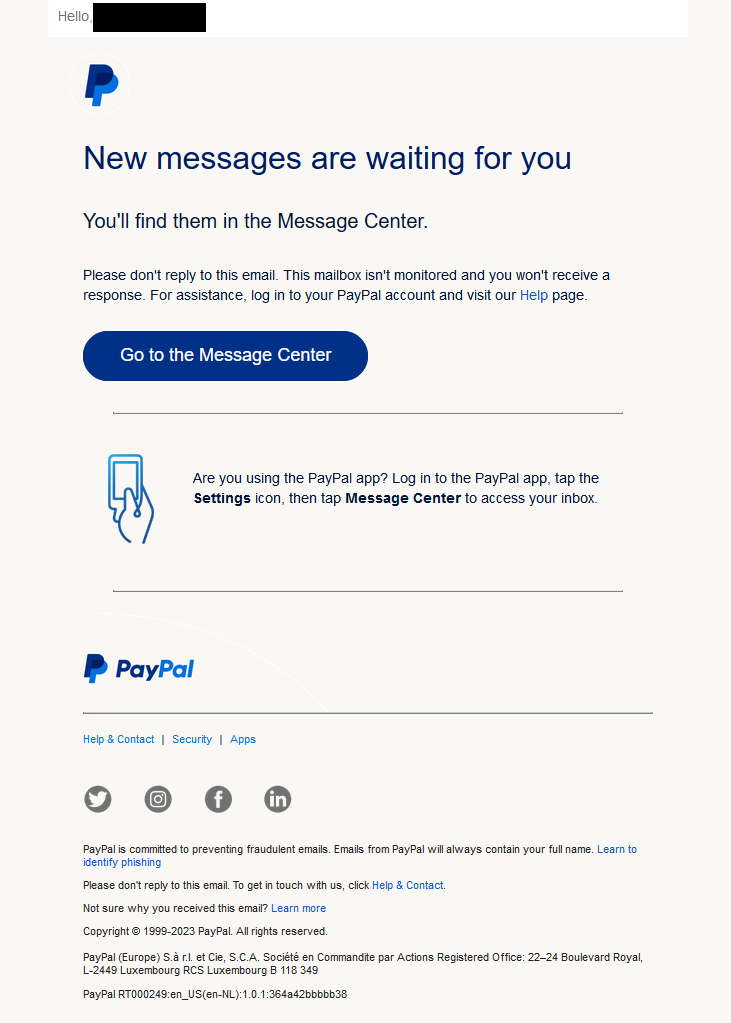 Hello,
New messages are waiting for you
You'll find them in the Message Center.
Please don't reply to this email. This mailbox isn't monitored and you won't receive a
response. For assistance, log in to your PayPal account and visit our Help page.
Go to the Message Center
Are you using the PayPal app? Log in to the PayPal app, tap the
Settings icon, then tap Message Center to access your inbox.
PayPal
Help & Contact | Security | Apps
PayPal is committed to preventing fraudulent emails. Emails from PayPal will always contain your full name. Learn to
identify phishing
Please don't reply to this email. To get in touch with us, click Help & Contact.
Not sure why you received this email? Learn more
Copyright © 1999-2023 PayPal. All rights reserved.
PayPal (Europe) S.à r.l. et Cie, S.C.A. Société en Commandite par Actions Registered Office: 22–24 Boulevard Royal,
L-2449 Luxembourg RCS Luxembourg B 118 349
PayPal RT000249:en_US(en-NL):1.0.1:364a42bbbbb38